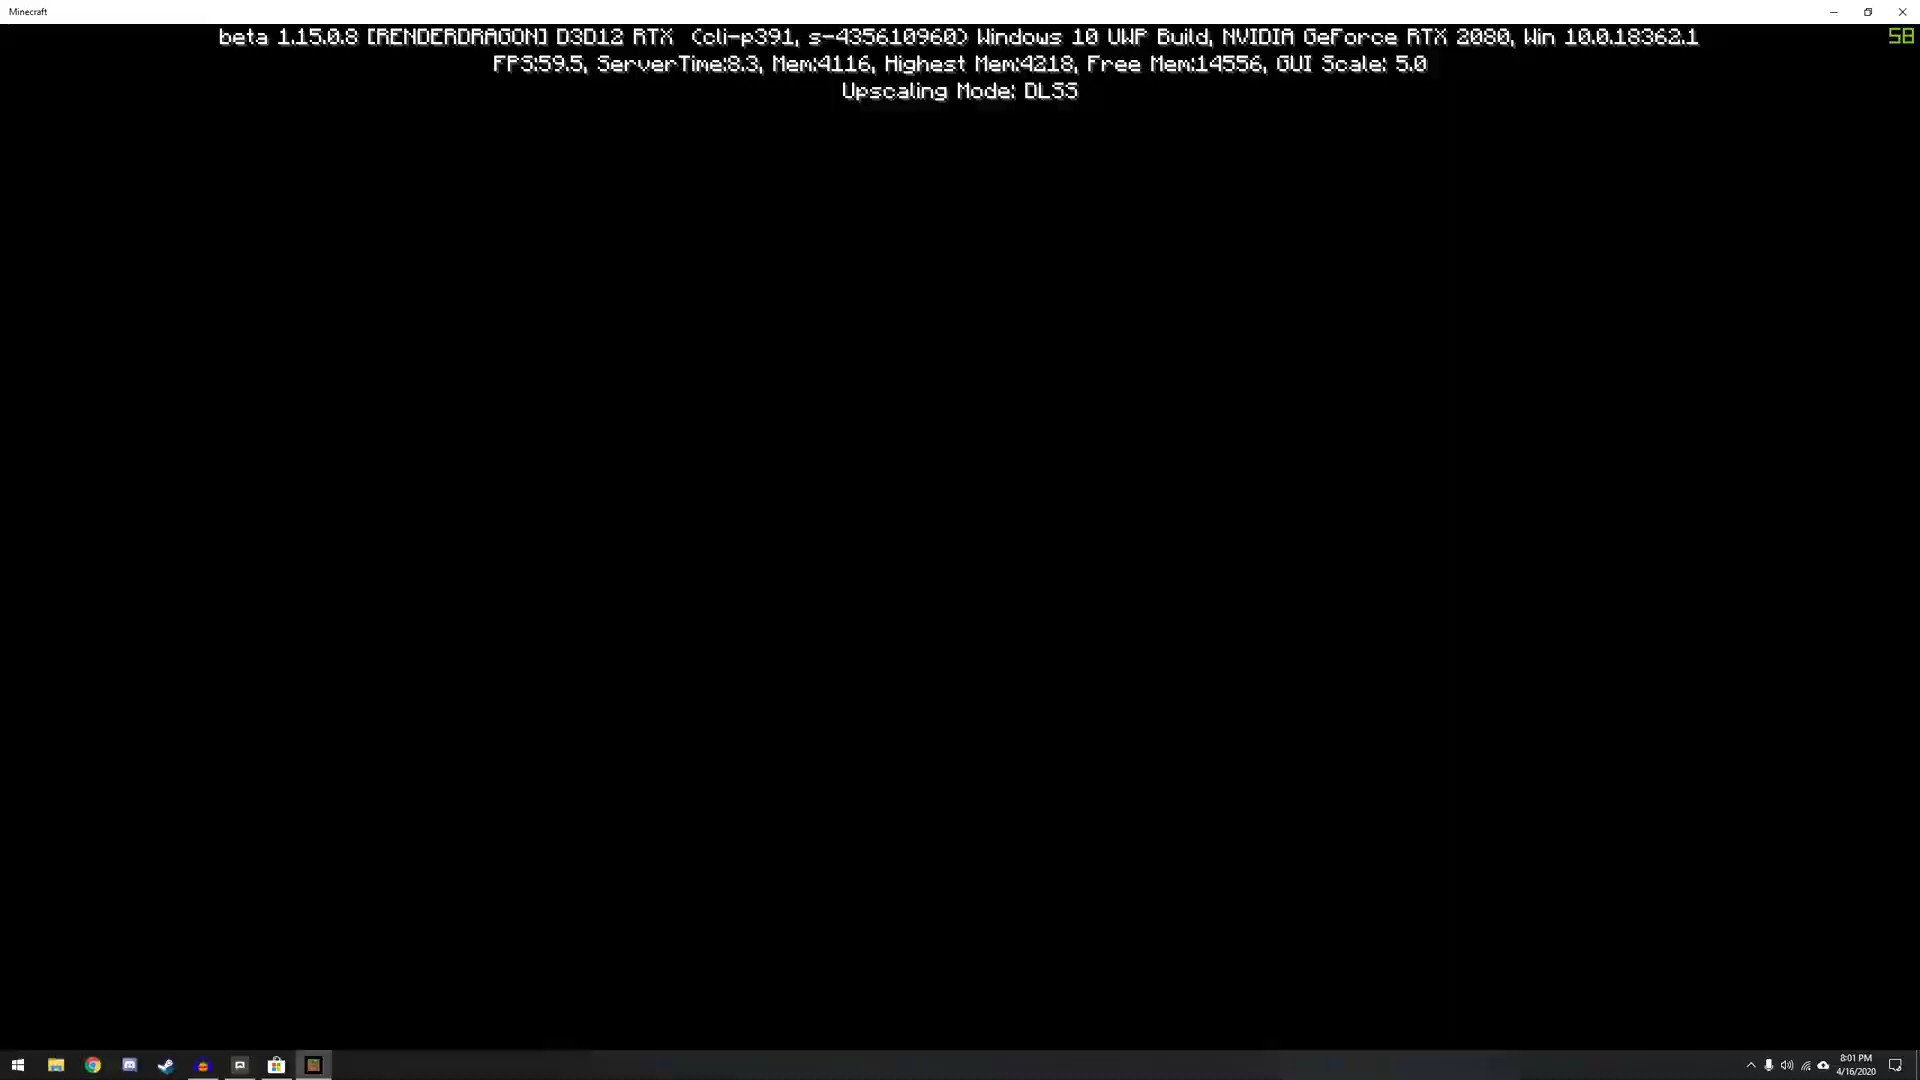 Minecraft
beta 1.15.0.8 [RENDERDRAGON] D3D12 RTX (cli-p391, s-435610960) Windows 10 UWP Build, NVIDIA GeForce RTX 2080, Win 10.0.18362.1
58
FPS:59.5, ServerTime:8.3, Mem:4116, Highest Mem:4218, Free Mem:14556, GUI Scale: 5.0
Upscaling Mode: DLSS
8:01 PM
4/16/2020